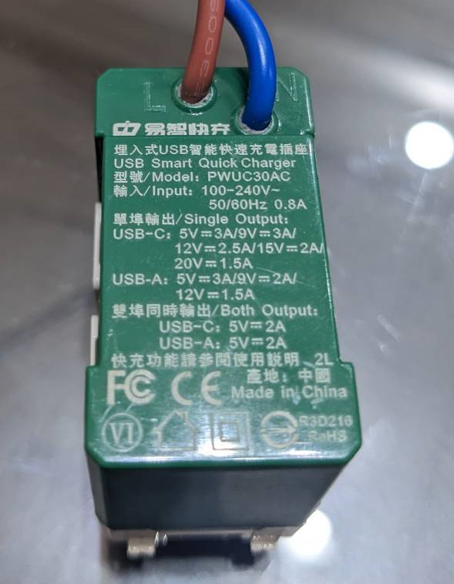 L N
易智快充
埋入式USB智能快速充電插座
USB Smart Quick Charger
型號/Model: PWUC30AC
輸入/Input: 100-240V~
50/60Hz 0.8A
單埠輸出/Single Output:
USB-C: 5V⎓3A/9V⎓3A/
12V⎓2.5A/15V⎓2A/
20V⎓1.5A
USB-A: 5V⎓3A/9V⎓2A/
12V⎓1.5A
雙埠同時輸出/Both Output:
USB-C: 5V⎓2A
USB-A: 5V⎓2A
快充功能請參閱使用說明 2L
FC CE 產地: 中國
Made in China
VI R3D216
RoHS